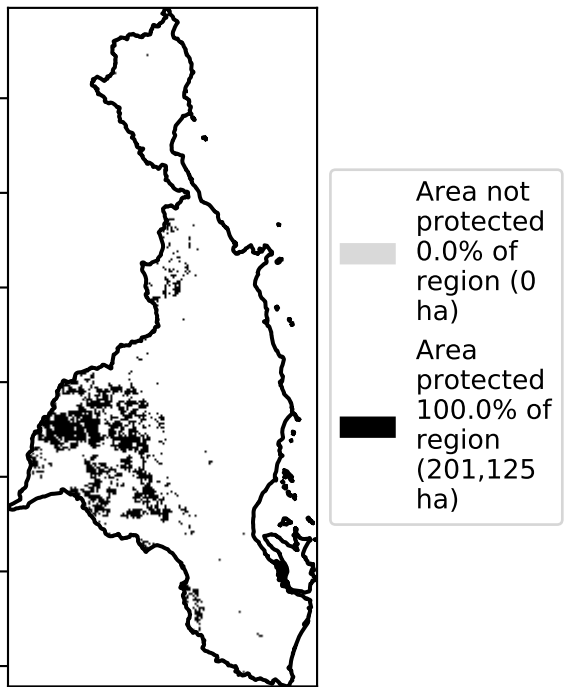 Area not
protected
0.0% of
region (0
ha)
Area
protected
100.0% of
region
(201,125
ha)